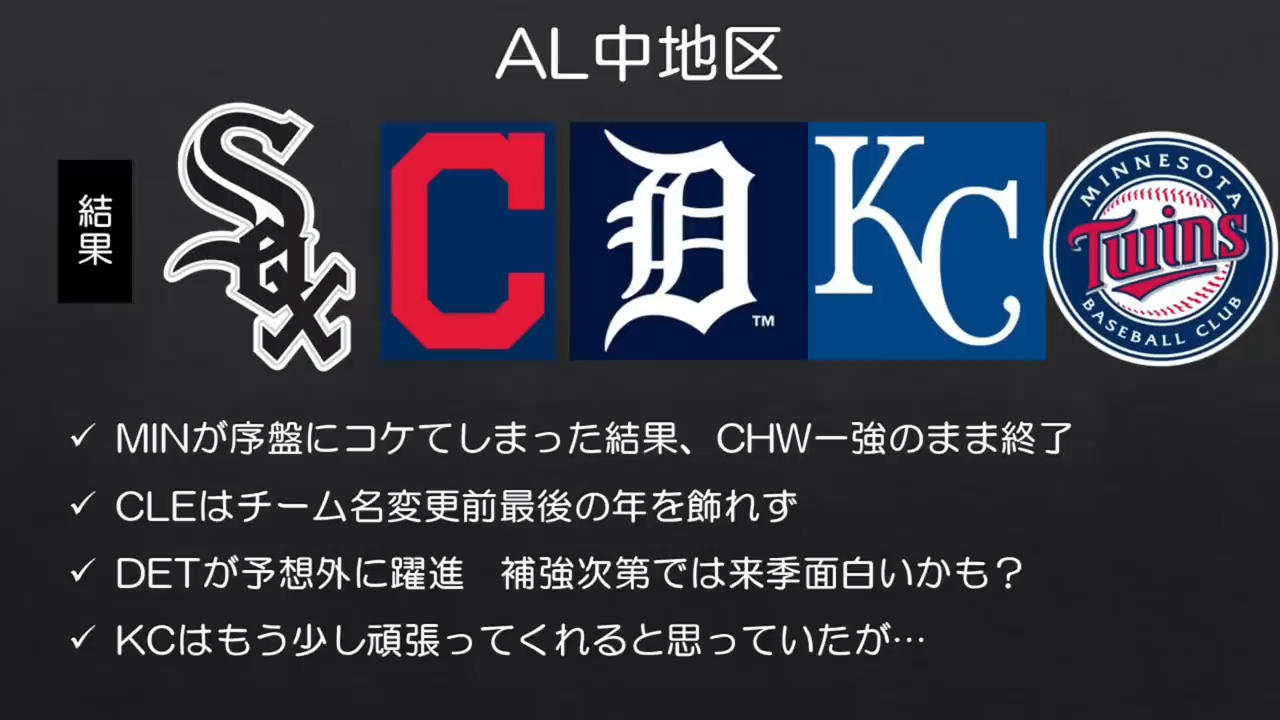 AL中地区
結果
Sox
C
D
TM
KC
MINNESOTA
Twins
BASEBALL CLUB
✓ MINが序盤にコケてしまった結果、CHW一強のまま終了
✓ CLEはチーム名変更前最後の年を飾れず
✓ DETが予想外に躍進　補強次第では来季面白いかも？
✓ KCはもう少し頑張ってくれると思っていたが…